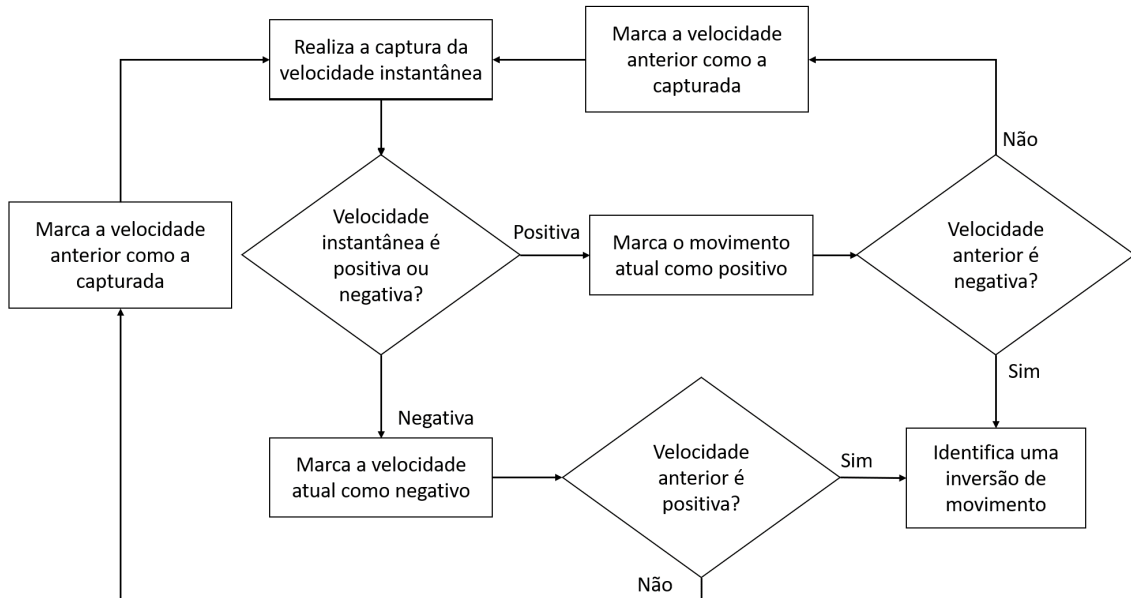 Realiza a captura da
velocidade instantânea
Marca a velocidade
anterior como a
capturada
Não
Marca a velocidade
anterior como a
capturada
Velocidade
instantânea é
positiva ou
negativa?
Positiva
Marca o movimento
atual como positivo
Velocidade
anterior é
negativa?
Sim
Negativa
Marca a velocidade
atual como negativo
Velocidade
anterior é
positiva?
Sim
Identifica uma
inversão de
movimento
Não